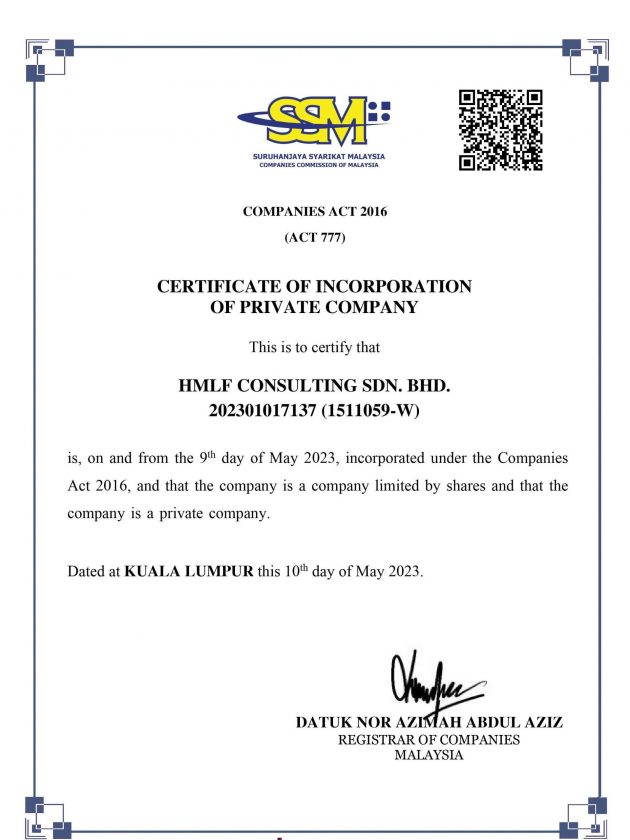 SSM
SURUHANJAYA SYARIKAT MALAYSIA
COMPANIES COMMISSION OF MALAYSIA
COMPANIES ACT 2016
(ACT 777)
CERTIFICATE OF INCORPORATION
OF PRIVATE COMPANY
This is to certify that
HMLF CONSULTING SDN. BHD.
202301017137 (1511059-W)
is, on and from the 9th day of May 2023, incorporated under the Companies
Act 2016, and that the company is a company limited by shares and that the
company is a private company.
Dated at KUALA LUMPUR this 10th day of May 2023.
DATUK NOR AZIMAH ABDUL AZIZ
REGISTRAR OF COMPANIES
MALAYSIA